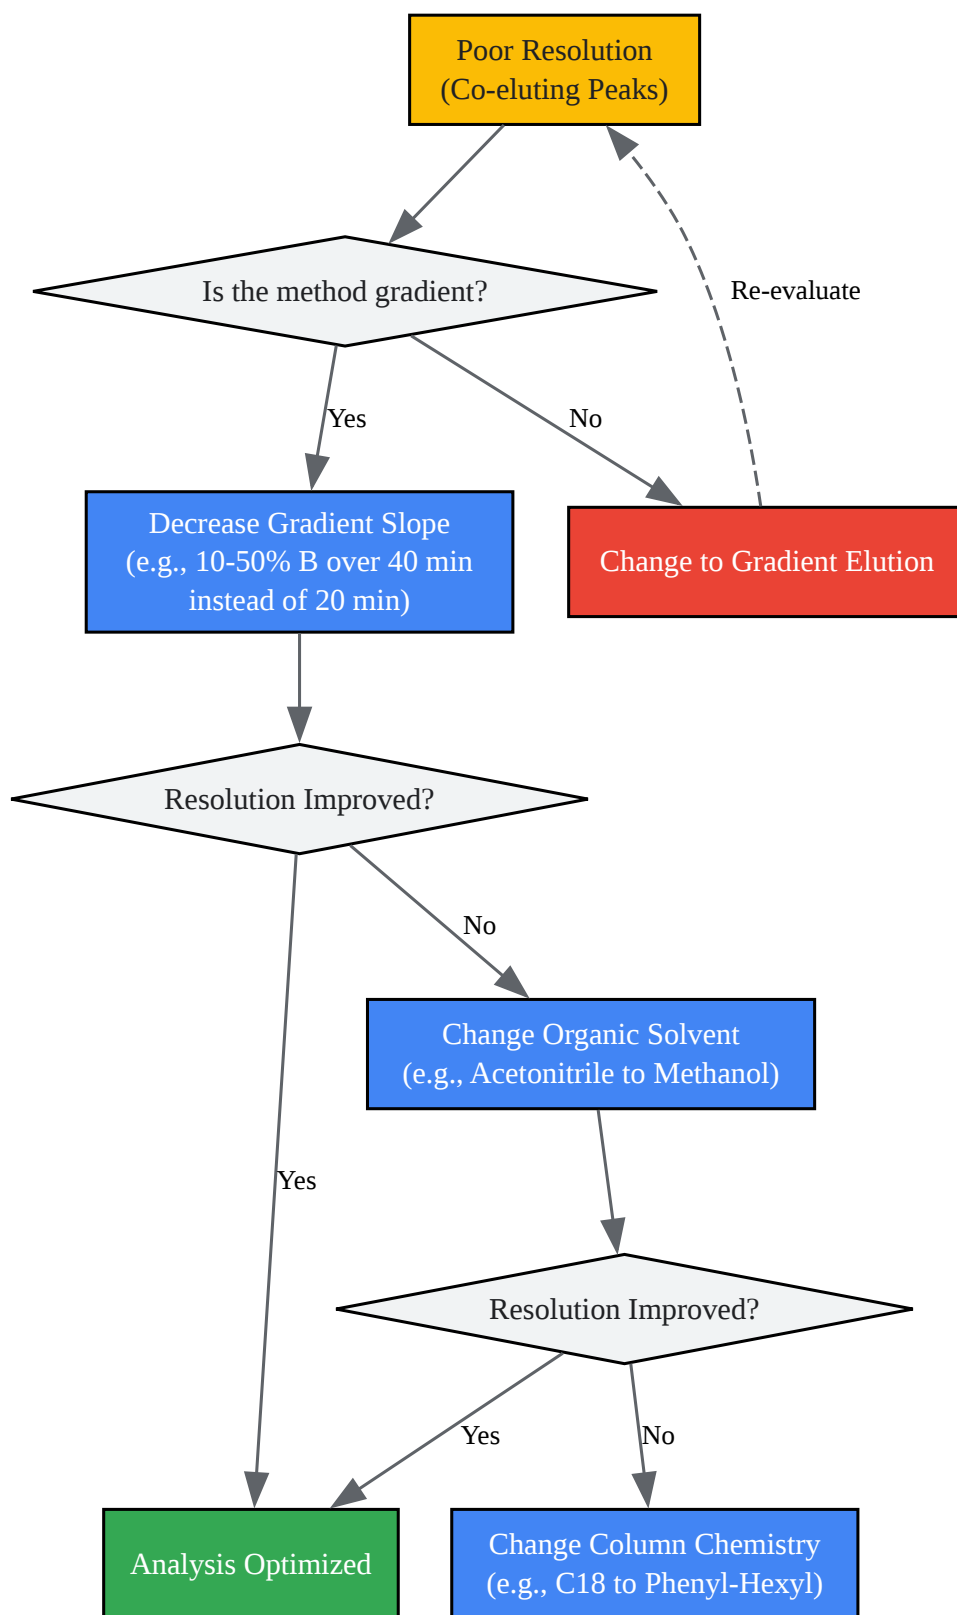 Poor Resolution
(Co-eluting Peaks)
Is the method gradient?
Re-evaluate
Yes
No
Decrease Gradient Slope
(e.g., 10-50% B over 40 min
instead of 20 min)
Change to Gradient Elution
Resolution Improved?
No
Change Organic Solvent
(e.g., Acetonitrile to Methanol)
Yes
Resolution Improved?
Yes
No
Analysis Optimized
Change Column Chemistry
(e.g., C18 to Phenyl-Hexyl)